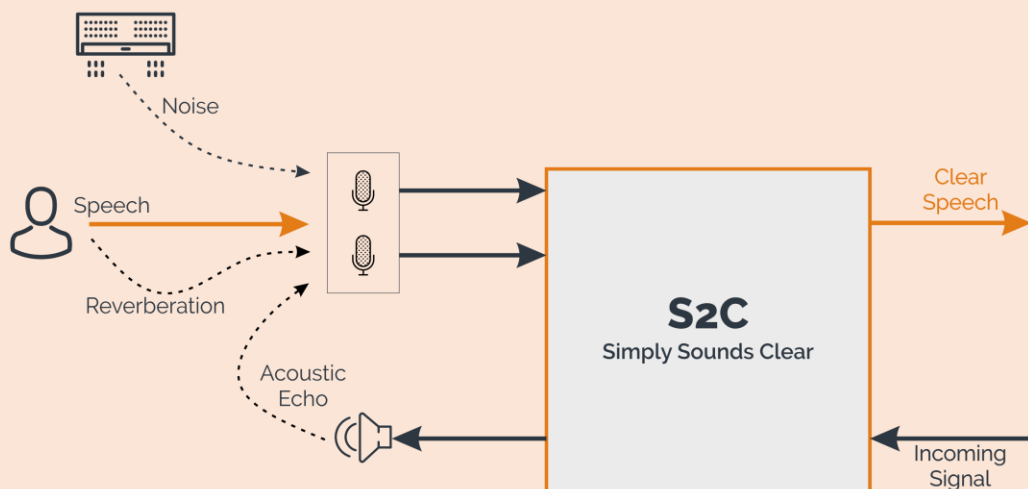 Noise
Speech
Reverberation
Acoustic
Echo
S2C
Simply Sounds Clear
Clear
Speech
Incoming
Signal